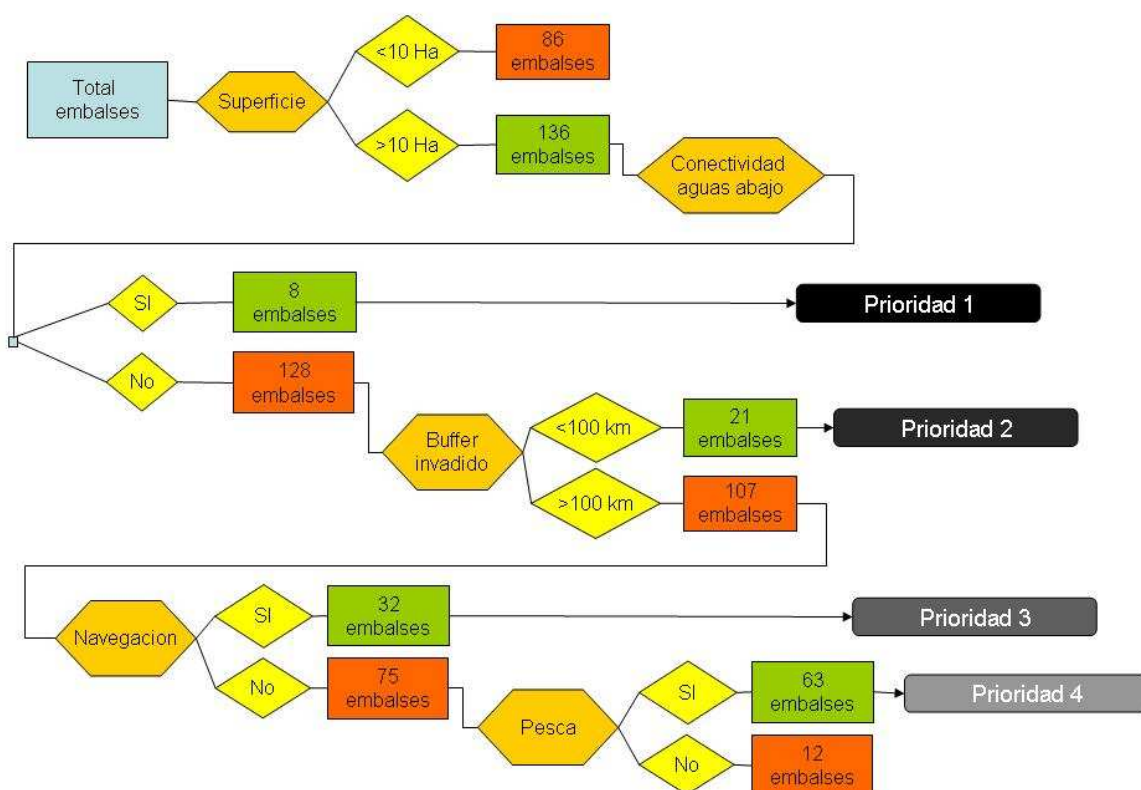 Total
embalses
Superficie
<10 Ha
86
embalses
>10 Ha
136
embalses
Conectividad
aguas abajo
SI
8
embalses
Prioridad 1
No
128
embalses
Buffer
invadido
<100 km
21
embalses
Prioridad 2
>100 km
107
embalses
Navegacion
SI
32
embalses
Prioridad 3
No
75
embalses
Pesca
SI
63
embalses
Prioridad 4
No
12
embalses